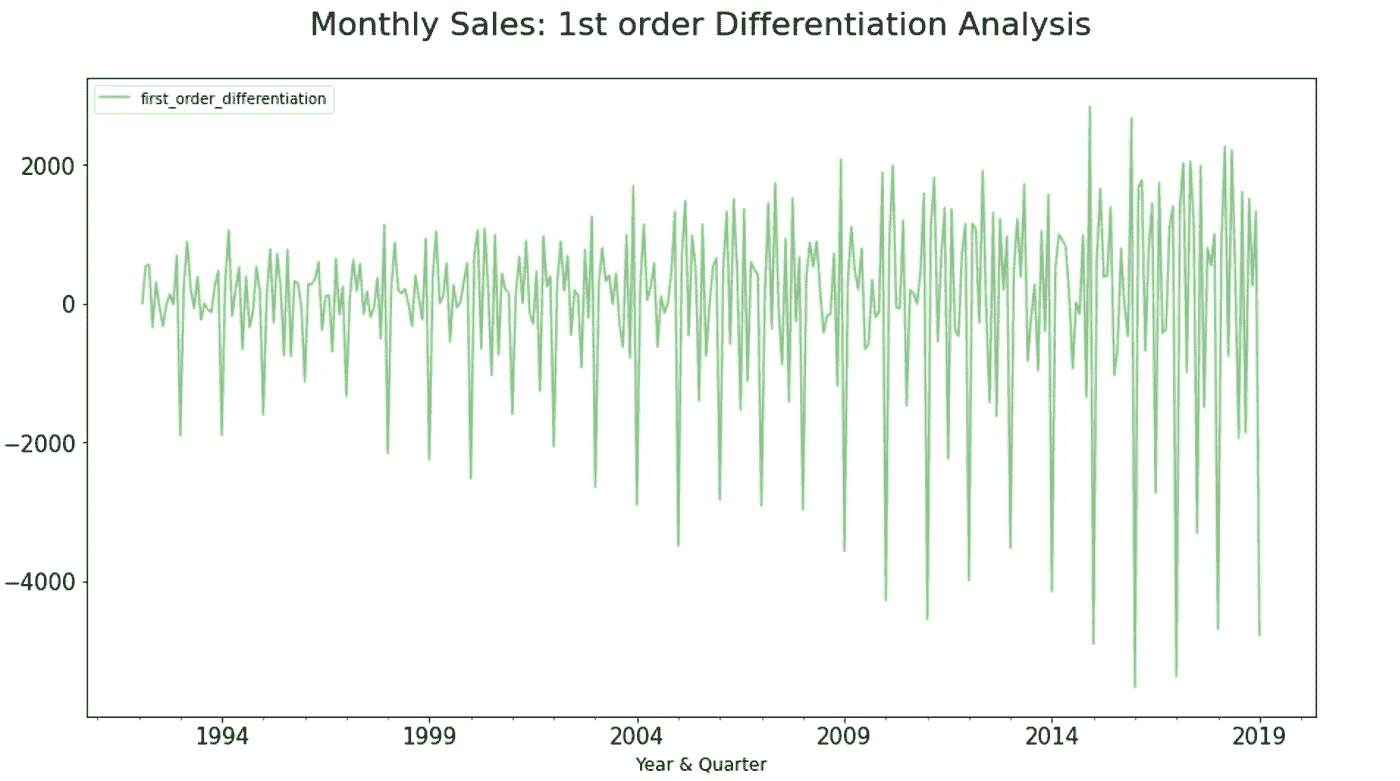 Monthly Sales: 1st order Differentiation Analysis
first_order_differentiation
2000
0
−2000
−4000
1994 1999 2004 2009 2014 2019
Year & Quarter